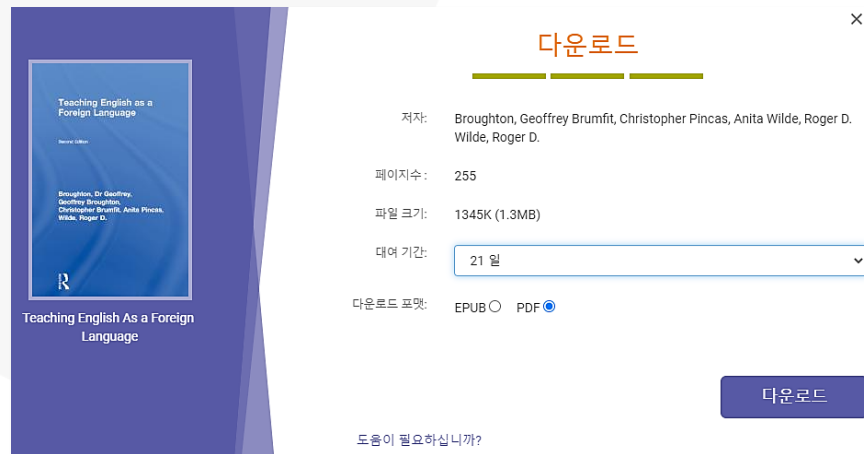 다운로드
Teaching English as a
Foreign Language
Second Edition
Broughton, Dr Geoffrey,
Geoffrey Broughton,
Christopher Brumfit, Anita Pincas,
Wilde, Roger D.
R
Teaching English As a Foreign
Language
저자: Broughton, Geoffrey Brumfit, Christopher Pincas, Anita Wilde, Roger D.
Wilde, Roger D.
페이지수 : 255
파일 크기: 1345K (1.3MB)
대여 기간: 21 일
다운로드 포맷: EPUB PDF
다운로드
도움이 필요하십니까?